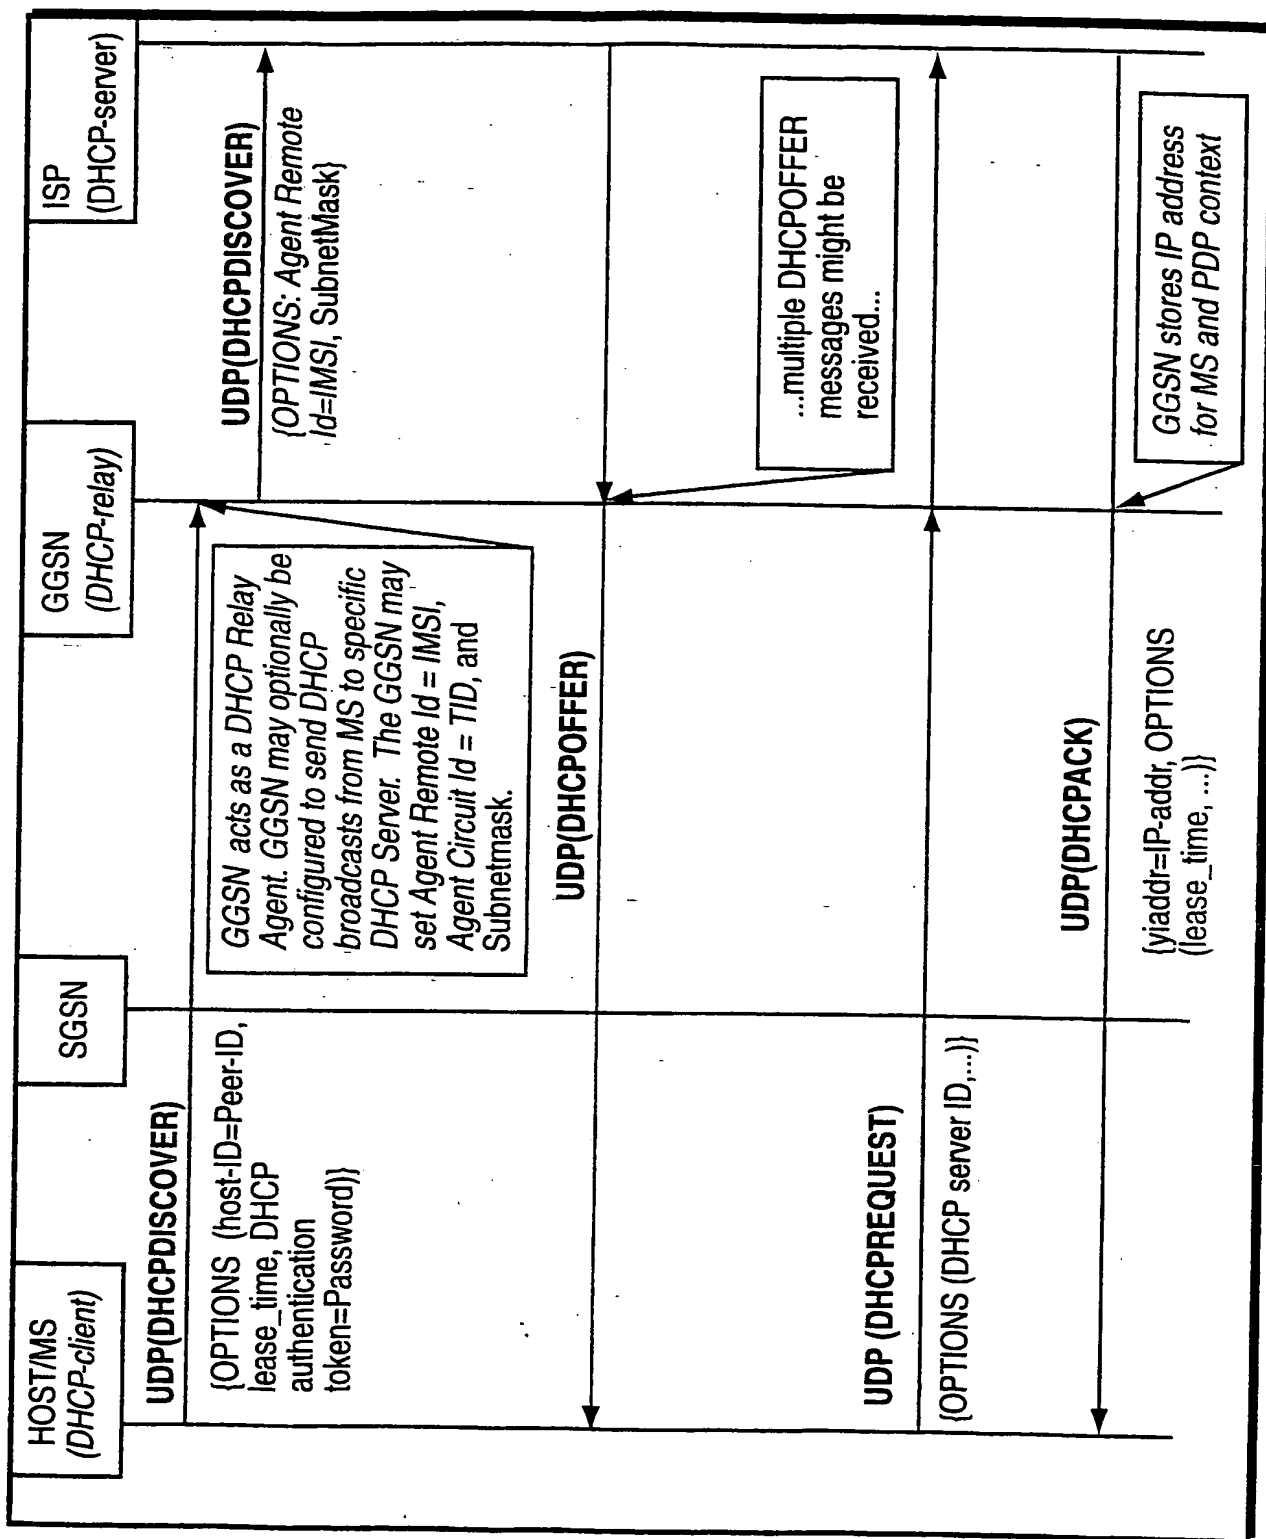 HOST/MS
(DHCP-client)
SGSN
GGSN
(DHCP-relay)
ISP
(DHCP-server)
UDP(DHCPDISCOVER)
{OPTIONS (host-ID=Peer-ID,
lease_time, DHCP
authentication
token=Password)}
GGSN acts as a DHCP Relay
Agent. GGSN may optionally be
configured to send DHCP
broadcasts from MS to specific
DHCP Server. The GGSN may
set Agent Remote Id = IMSI,
Agent Circuit Id = TID, and
Subnetmask.
UDP(DHCPDISCOVER)
{OPTIONS: Agent Remote
Id=IMSI, SubnetMask}
UDP(DHCPOFFER)
...multiple DHCPOFFER
messages might be
received...
UDP (DHCPREQUEST)
{OPTIONS (DHCP server ID,...)}
UDP(DHCPACK)
{yiaddr=IP-addr, OPTIONS
(lease_time, ...)}
GGSN stores IP address
for MS and PDP context